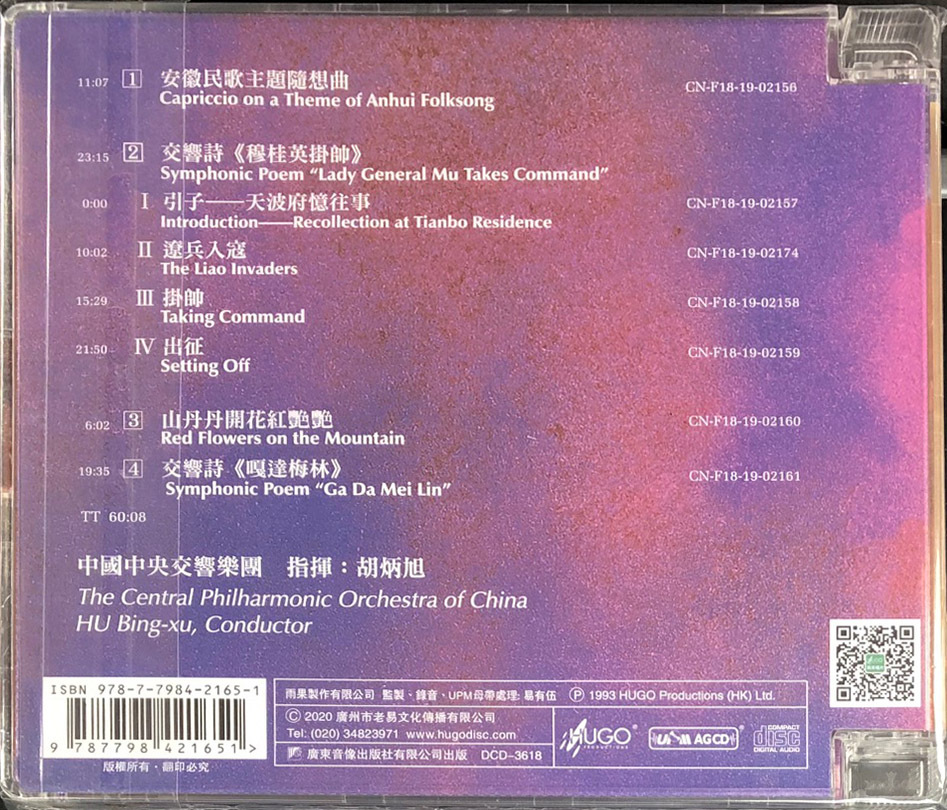 11:07 1 安徽民歌主題隨想曲 CN-F18-19-02156
Capriccio on a Theme of Anhui Folksong
23:15 2 交響詩《穆桂英掛帥》
Symphonic Poem “Lady General Mu Takes Command”
0:00 Ⅰ 引子——天波府憶往事 CN-F18-19-02157
Introduction——Recollection at Tianbo Residence
10:02 Ⅱ 遼兵入寇 CN-F18-19-02174
The Liao Invaders
15:29 Ⅲ 掛帥 CN-F18-19-02158
Taking Command
21:50 Ⅳ 出征 CN-F18-19-02159
Setting Off
6:02 3 山丹丹開花紅艷艷 CN-F18-19-02160
Red Flowers on the Mountain
19:35 4 交響詩《嘎達梅林》 CN-F18-19-02161
Symphonic Poem “Ga Da Mei Lin”
TT 60:08
中國中央交響樂團 指揮：胡炳旭
The Central Philharmonic Orchestra of China
HU Bing-xu, Conductor
ISBN 978-7-7984-2165-1
9 787798 421651 >
版權所有・翻印必究
雨果製作有限公司 監製、錄音、UPM母帶處理: 易有伍 Ⓟ 1993 HUGO Productions (HK) Ltd.
Ⓒ 2020 廣州市老易文化傳播有限公司
Tel: (020) 34823971 www.hugodisc.com
廣東音像出版社有限公司出版 DCD-3618
HUGO®
PRODUCTIONS
AGCD
COMPACT
disc
DIGITAL AUDIO